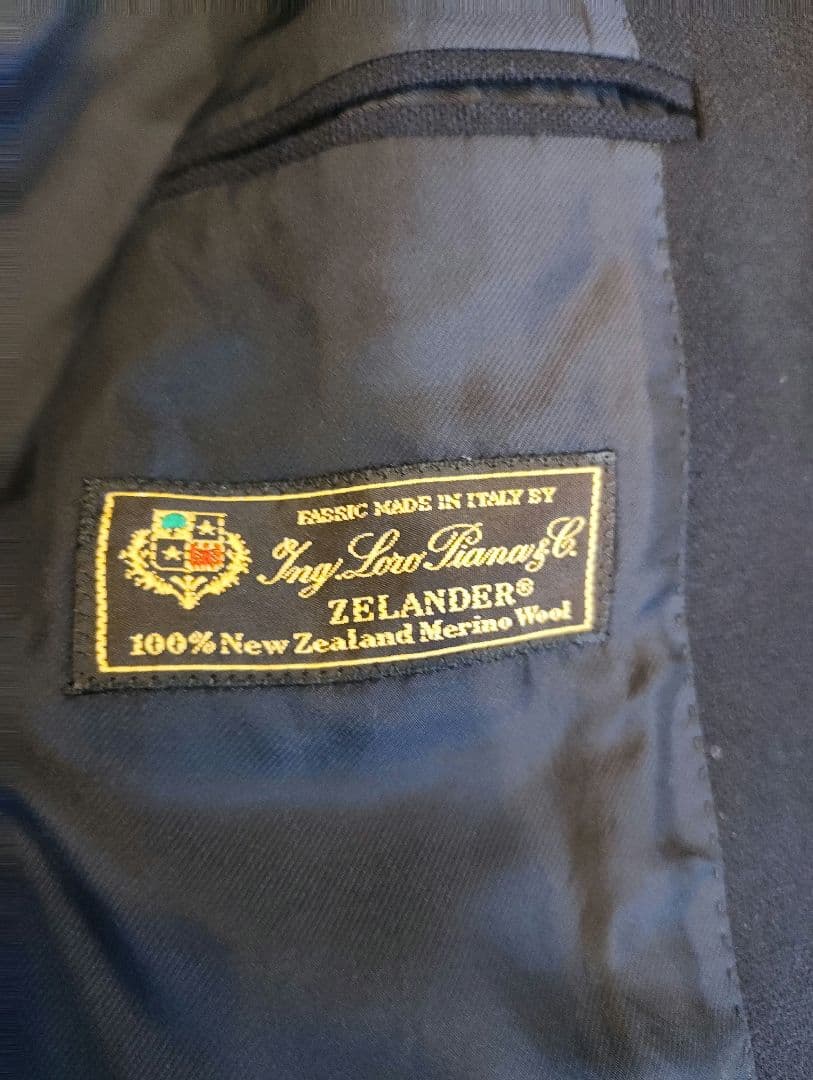 FABRIC MADE IN ITALY BY
Ing. Loro Piana & C.
ZELANDER®
100% New Zealand Merino Wool